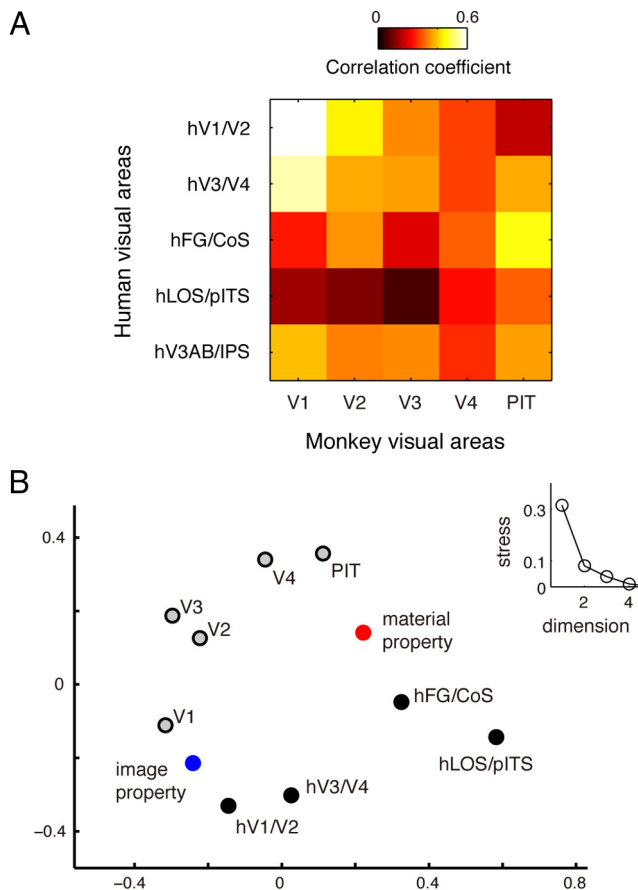 A
0 0.6
Correlation coefficient
Human visual areas
hV1/V2
hV3/V4
hFG/CoS
hLOS/pITS
hV3AB/IPS
V1 V2 V3 V4 PIT
Monkey visual areas
B
0.4
0
−0.4
−0.4 0 0.4 0.8
V4
PIT
V3
V2
material
property
hFG/CoS
V1
hLOS/pITS
image
property
hV3/V4
hV1/V2
stress
0.3
0.1
0
2 4
dimension